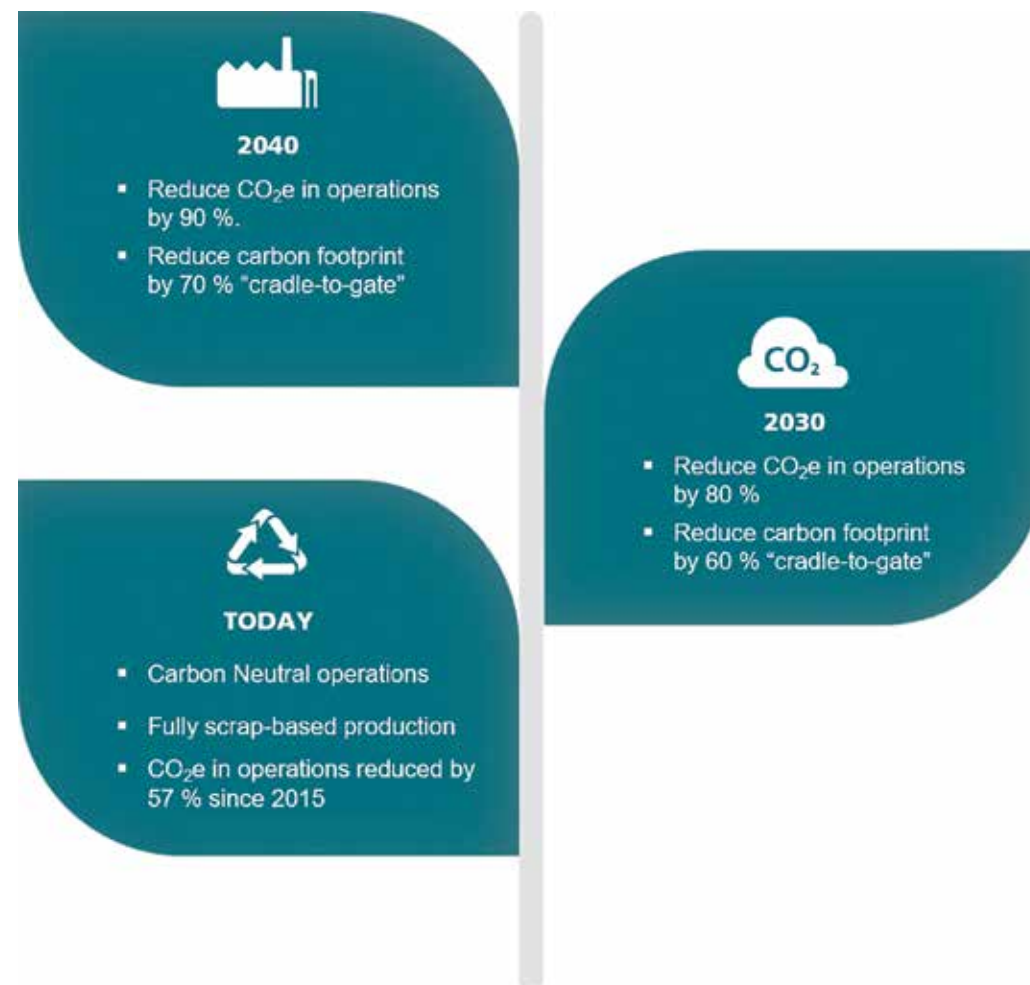 2040
▪ Reduce CO₂e in operations
by 90 %.
▪ Reduce carbon footprint
by 70 % “cradle-to-gate”
CO₂
2030
▪ Reduce CO₂e in operations
by 80 %
▪ Reduce carbon footprint
by 60 % “cradle-to-gate”
TODAY
▪ Carbon Neutral operations
▪ Fully scrap-based production
▪ CO₂e in operations reduced by
57 % since 2015